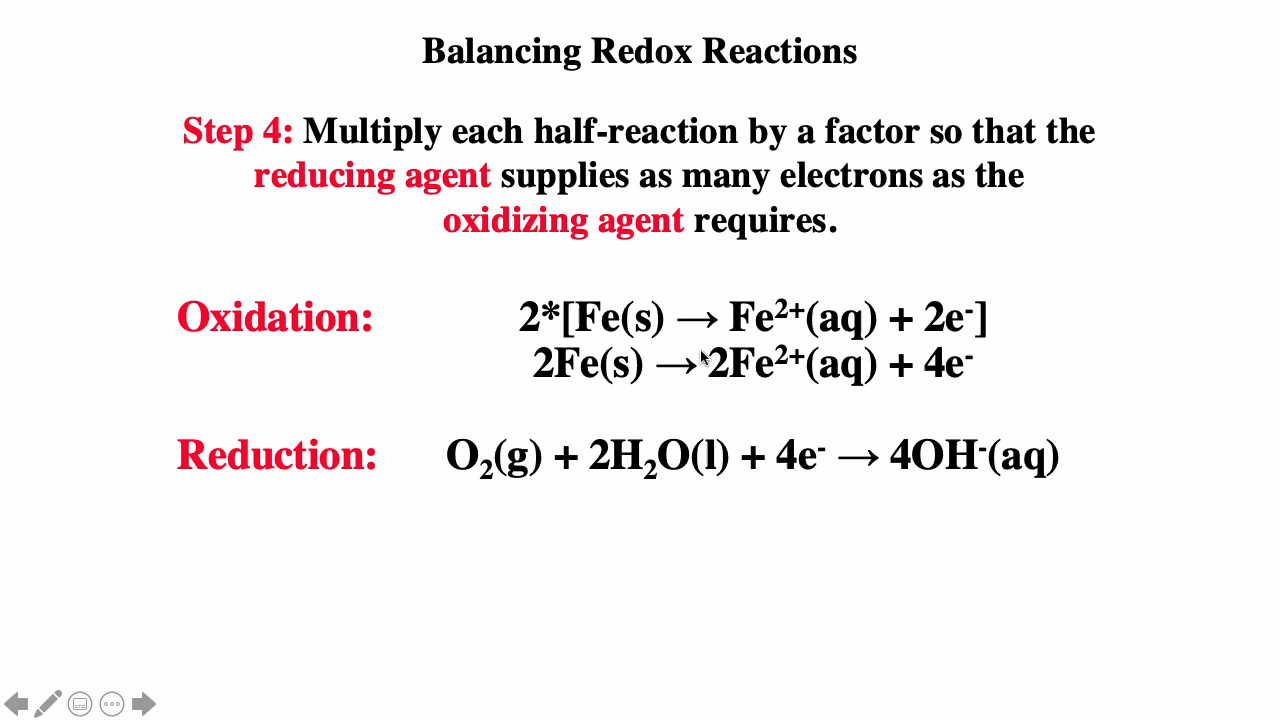 Balancing Redox Reactions
Step 4: Multiply each half-reaction by a factor so that the
reducing agent supplies as many electrons as the
oxidizing agent requires.
Oxidation: 2*[Fe(s) → Fe²⁺(aq) + 2e⁻]
2Fe(s) → 2Fe²⁺(aq) + 4e⁻
Reduction: O₂(g) + 2H₂O(l) + 4e⁻ → 4OH⁻(aq)